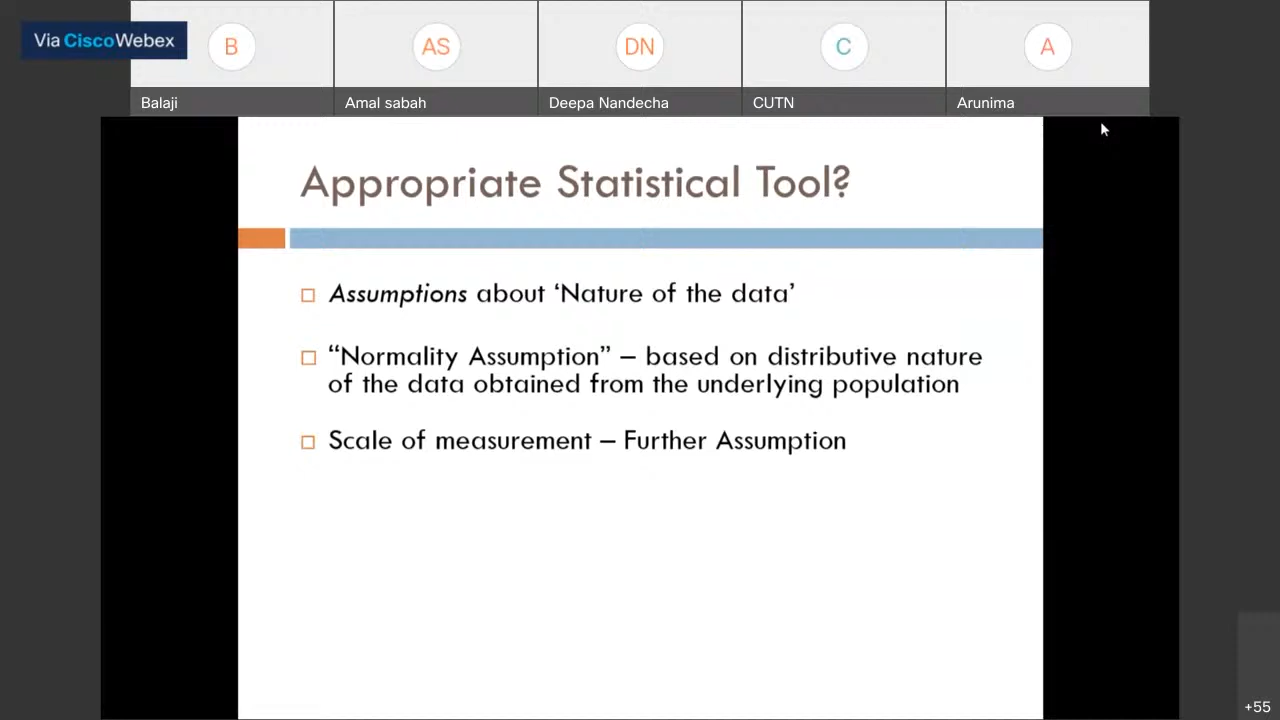 Via CiscoWebex
B
AS
DN
C
A
Balaji
Amal sabah
Deepa Nandecha
CUTN
Arunima
Appropriate Statistical Tool?
Assumptions about ‘Nature of the data’
“Normality Assumption” – based on distributive nature
of the data obtained from the underlying population
Scale of measurement – Further Assumption
+55